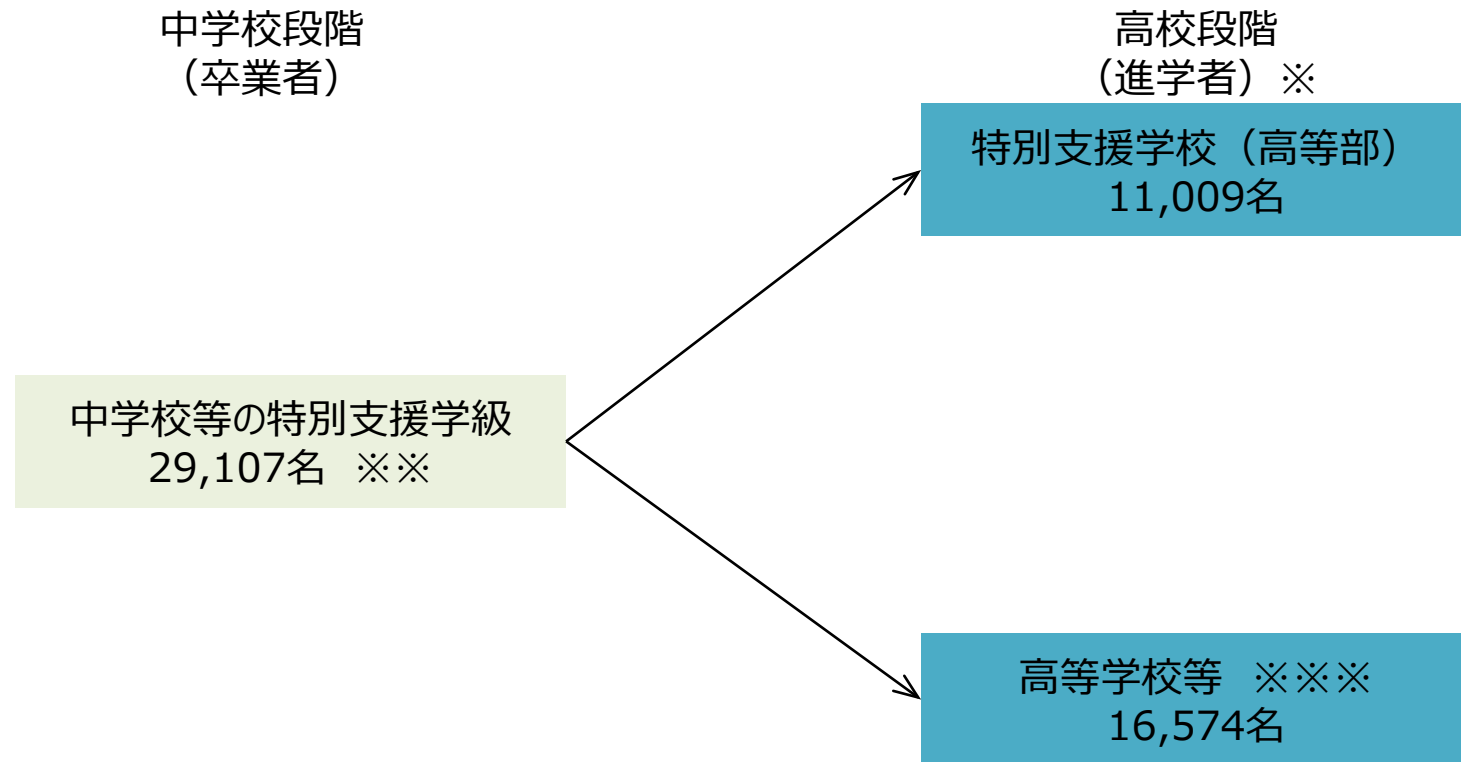 中学校段階
（卒業者）
高校段階
（進学者）※
特別支援学校（高等部）
11,009名
中学校等の特別支援学級
29,107名 ※※
高等学校等 ※※※
16,574名